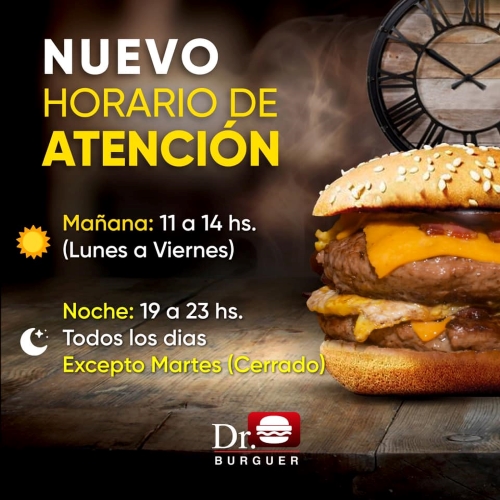 NUEVO
HORARIO DE
ATENCIÓN
Mañana: 11 a 14 hs.
(Lunes a Viernes)
Noche: 19 a 23 hs.
Todos los dias
Excepto Martes (Cerrado)
Dr.
BURGUER